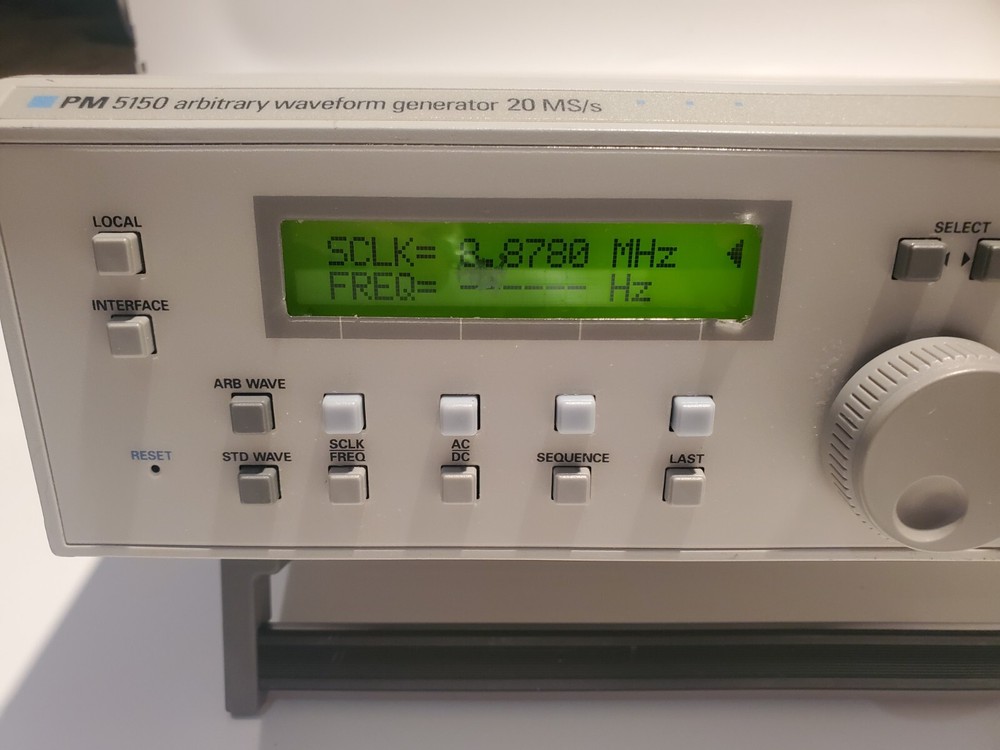 PM 5150 arbitrary waveform generator 20 MS/s
LOCAL
SELECT
SCLK= 8.8780 MHz
INTERFACE
FREQ= ------ Hz
ARB WAVE
RESET
STD WAVE
SCLK
FREQ
AC
DC
SEQUENCE
LAST